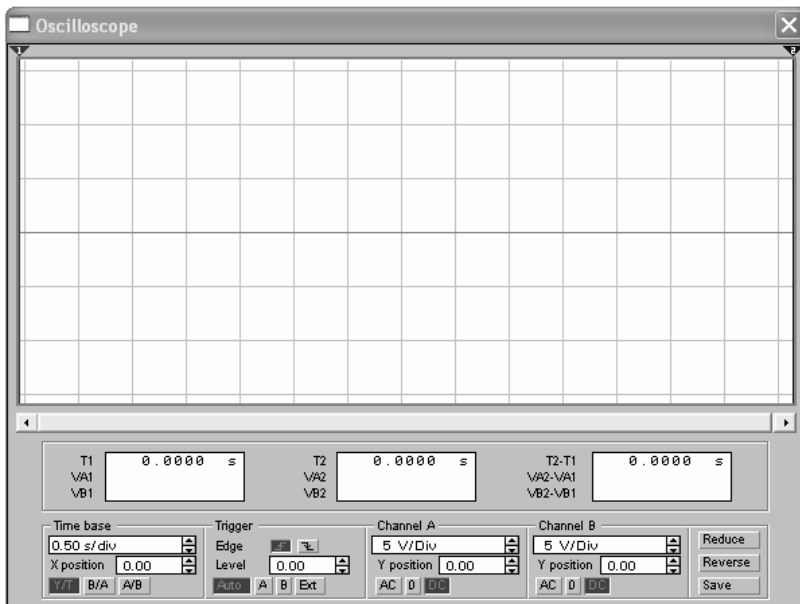 Oscilloscope
1 2
T1 0.0000 s T2 0.0000 s T2-T1 0.0000 s
VA1 VA2 VA2-VA1
VB1 VB2 VB2-VB1
Time base Trigger Channel A Channel B
Edge Reduce
0.50 s/div 5 V/Div 5 V/Div
X position 0.00 Level 0.00 Y position 0.00 Y position 0.00 Reverse
Y/T B/A A/B Auto A B Ext AC 0 DC AC 0 DC Save